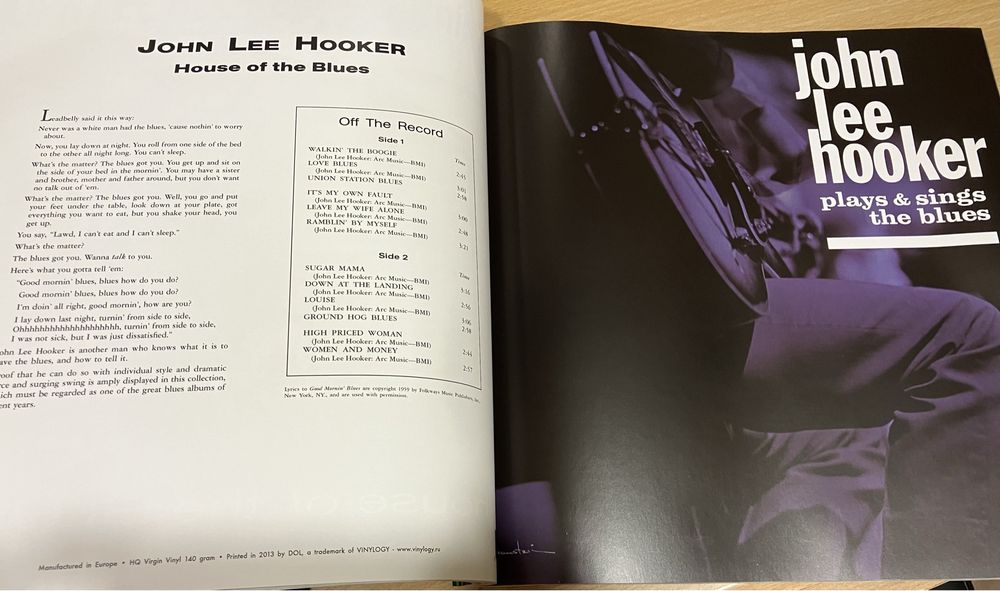 JOHN LEE HOOKER
House of the Blues
Leadbelly said it this way:
Never was a white man had the blues, 'cause nothin' to worry
about.
Now, you lay down at night. You roll from one side of the bed
to the other all night long. You can't sleep.
What's the matter? The blues got you. You get up and sit on
the side of your bed in the mornin'. You may have a sister
and brother, mother and father around, but you don't want
no talk out of 'em.
What's the matter? The blues got you. Well, you go and put
your feet under the table, look down at your plate, got
everything you want to eat, but you shake your head, you
get up.
You say, "Lawd, I can't eat and I can't sleep."
What's the matter?
The blues got you. Wanna talk to you.
Here's what you gotta tell 'em:
"Good mornin' blues, blues how do you do?
Good mornin' blues, blues how do you do?
I'm doin' all right, good mornin', how are you?
I lay down last night, turnin' from side to side,
Ohhhhhhhhhhhhhhhhhhhh, turnin' from side to side,
I was not sick, but I was just dissatisfied."
ohn Lee Hooker is another man who knows what it is to
ave the blues, and how to tell it.
oof that he can do so with individual style and dramatic
rce and surging swing is amply displayed in this collection,
ich must be regarded as one of the great blues albums of
ent years.
Off The Record
Side 1
Time
WALKIN' THE BOOGIE
(John Lee Hooker: Arc Music—BMI) 2:45
LOVE BLUES
UNION STATION BLUES 3:01
2:58
IT'S MY OWN FAULT
(John Lee Hooker: Arc Music—BMI)
LEAVE MY WIFE ALONE 3:00
(John Lee Hooker: Arc Music—BMI)
RAMBLIN' BY MYSELF 2:48
(John Lee Hooker: Arc Music—BMI)
3:21
Side 2
Time
SUGAR MAMA
(John Lee Hooker: Arc Music—BMI) 3:16
DOWN AT THE LANDING
(John Lee Hooker: Arc Music—BMI) 2:56
LOUISE
(John Lee Hooker: Arc Music—BMI) 3:06
GROUND HOG BLUES 2:58
HIGH PRICED WOMAN
(John Lee Hooker: Arc Music—BMI) 2:44
WOMEN AND MONEY
(John Lee Hooker: Arc Music—BMI) 2:57
Lyrics to Good Mornin' Blues are copyright 1959 by Folkways Music Publishers, Inc.,
New York, NY., and are used with permission.
Manufactured in Europe • HQ Virgin Vinyl 140 gram • Printed in 2013 by DOL, a trademark of VINYLOGY - www.vinylogy.ru
john
lee
hooker
plays & sings
the blues